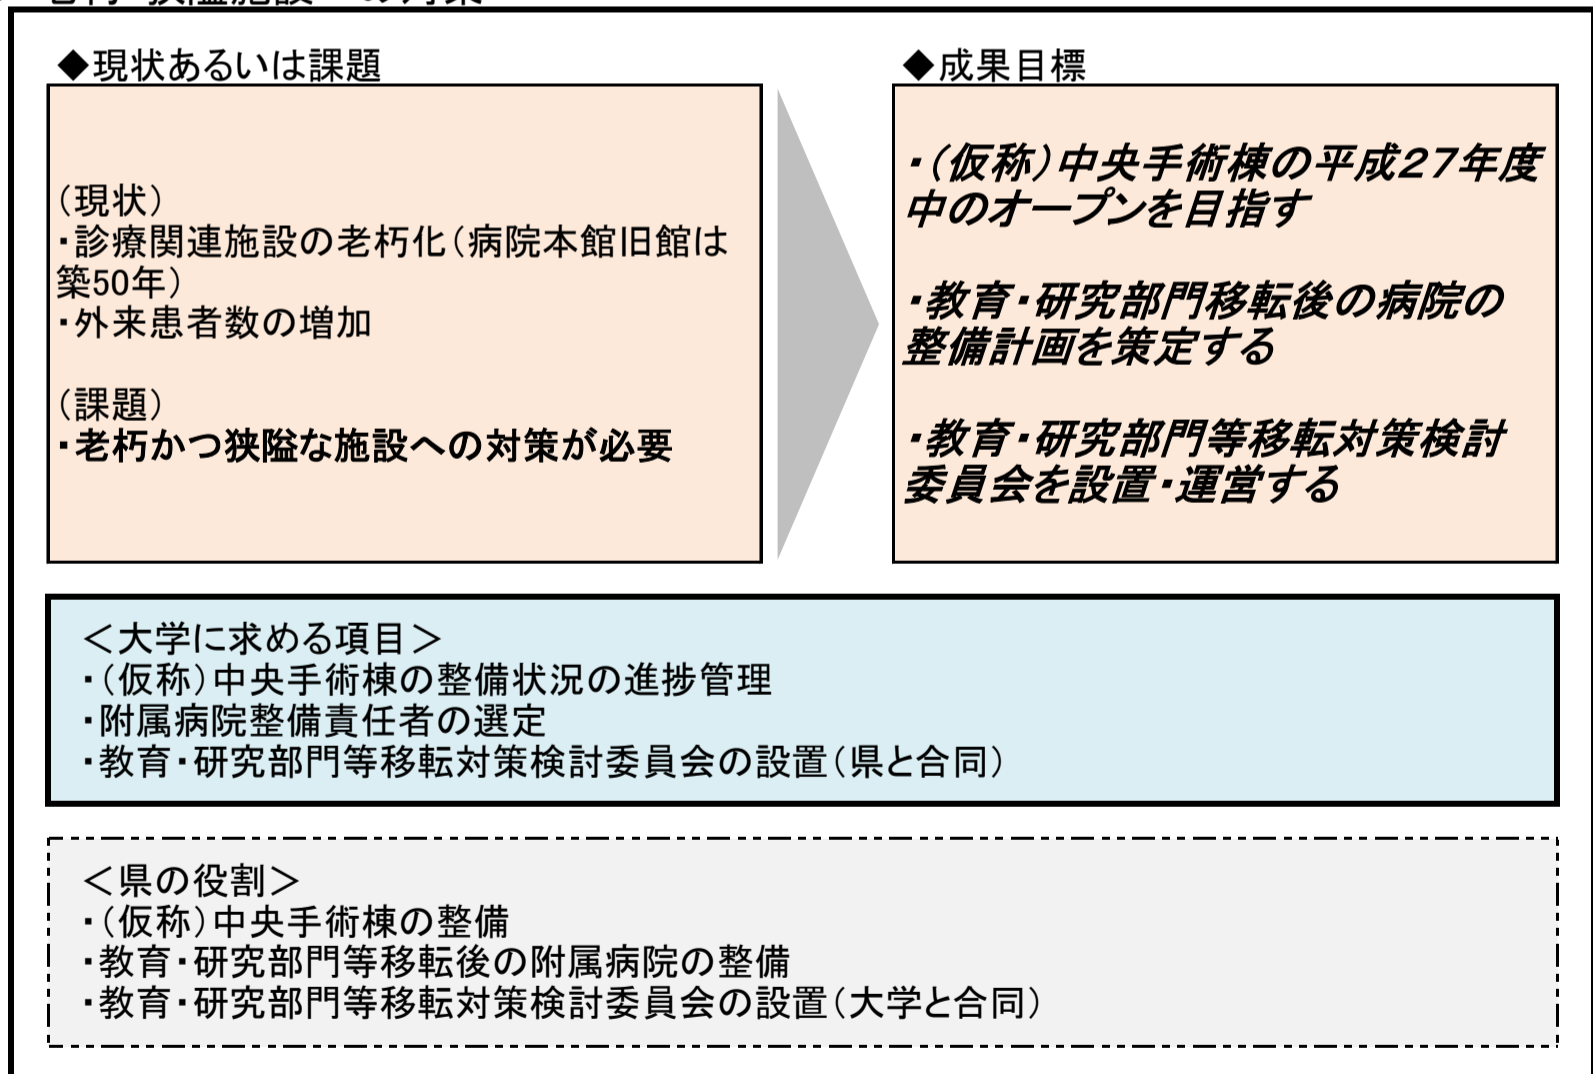 ◆現状あるいは課題
（現状）
・診療関連施設の老朽化（病院本館旧館は
築50年）
・外来患者数の増加
（課題）
・老朽かつ狭隘な施設への対策が必要
◆成果目標
・（仮称）中央手術棟の平成２７年度
中のオープンを目指す
・教育・研究部門移転後の病院の
整備計画を策定する
・教育・研究部門等移転対策検討
委員会を設置・運営する
＜大学に求める項目＞
・（仮称）中央手術棟の整備状況の進捗管理
・附属病院整備責任者の選定
・教育・研究部門等移転対策検討委員会の設置（県と合同）
＜県の役割＞
・（仮称）中央手術棟の整備
・教育・研究部門等移転後の附属病院の整備
・教育・研究部門等移転対策検討委員会の設置（大学と合同）